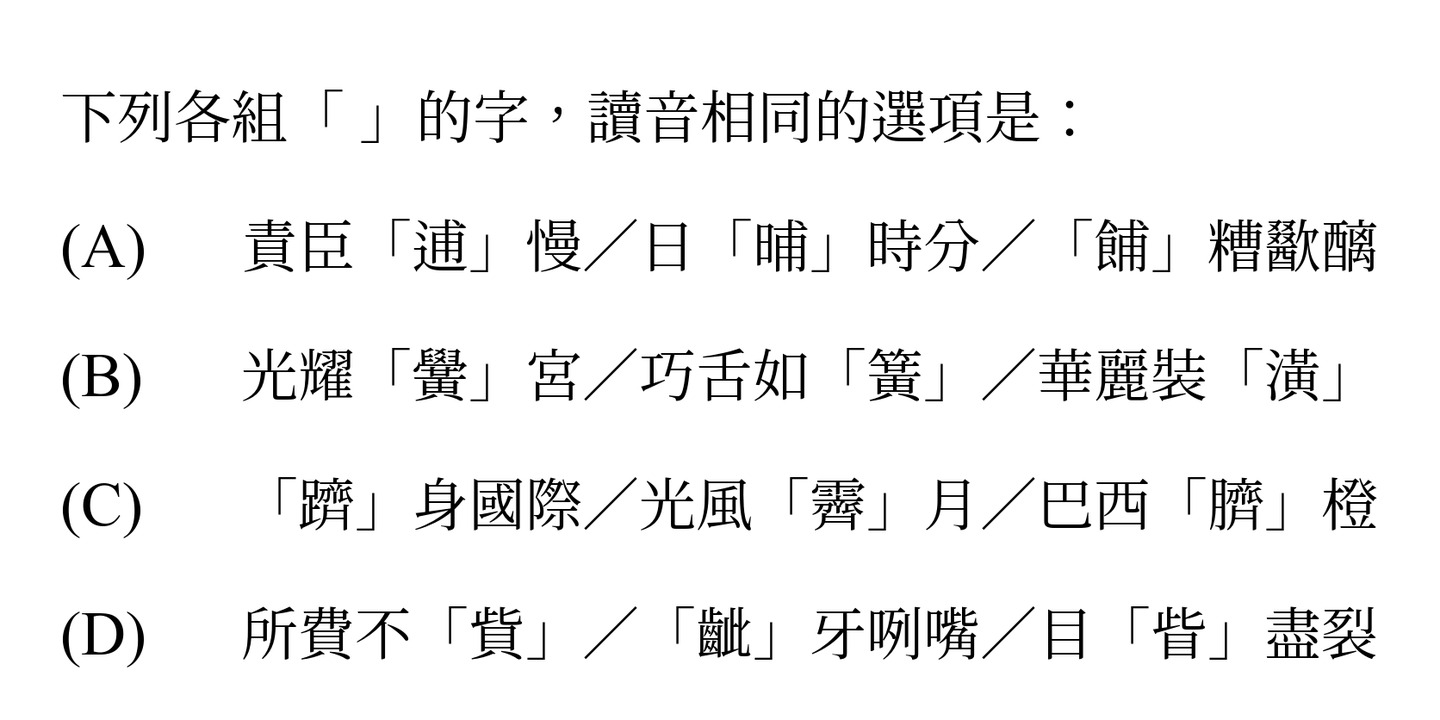 下列各組「 」的字，讀音相同的選項是：
(A) 責臣「逋」慢／日「晡」時分／「餔」糟歠醨
(B) 光耀「黌」宮／巧舌如「簧」／華麗裝「潢」
(C) 「躋」身國際／光風「霽」月／巴西「臍」橙
(D) 所費不「貲」／「齜」牙咧嘴／目「眥」盡裂